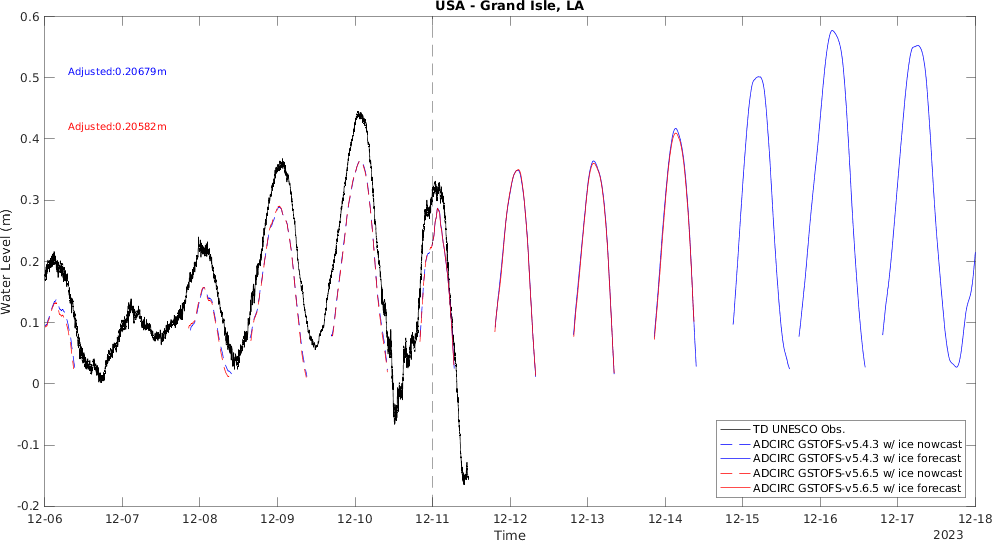 USA - Grand Isle, LA
Adjusted:0.20679m
Adjusted:0.20582m
Water Level (m)
0.6
0.5
0.4
0.3
0.2
0.1
0
-0.1
-0.2
TD UNESCO Obs.
ADCIRC GSTOFS-v5.4.3 w/ ice nowcast
ADCIRC GSTOFS-v5.4.3 w/ ice forecast
ADCIRC GSTOFS-v5.6.5 w/ ice nowcast
ADCIRC GSTOFS-v5.6.5 w/ ice forecast
12-06 12-07 12-08 12-09 12-10 12-11 12-12 12-13 12-14 12-15 12-16 12-17 12-18
Time
2023